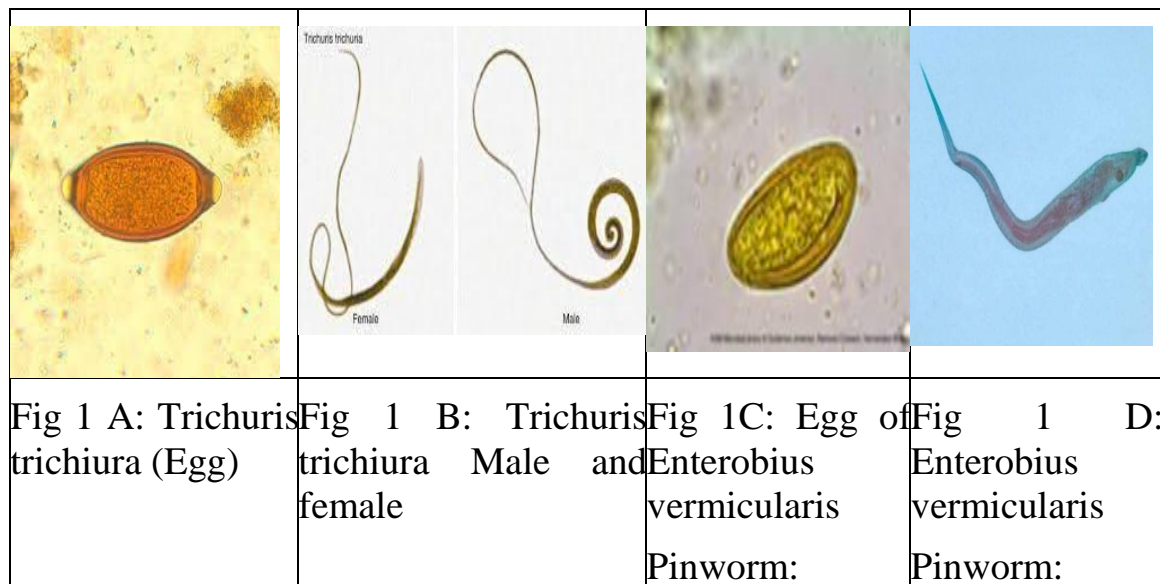 Trichuris trichuria
Female
Male
Fig 1 A: Trichuris
trichiura (Egg)
Fig 1 B: Trichuris
trichiura Male and
female
Fig 1C: Egg of
Enterobius
vermicularis
Pinworm:
Fig 1 D:
Enterobius
vermicularis
Pinworm: